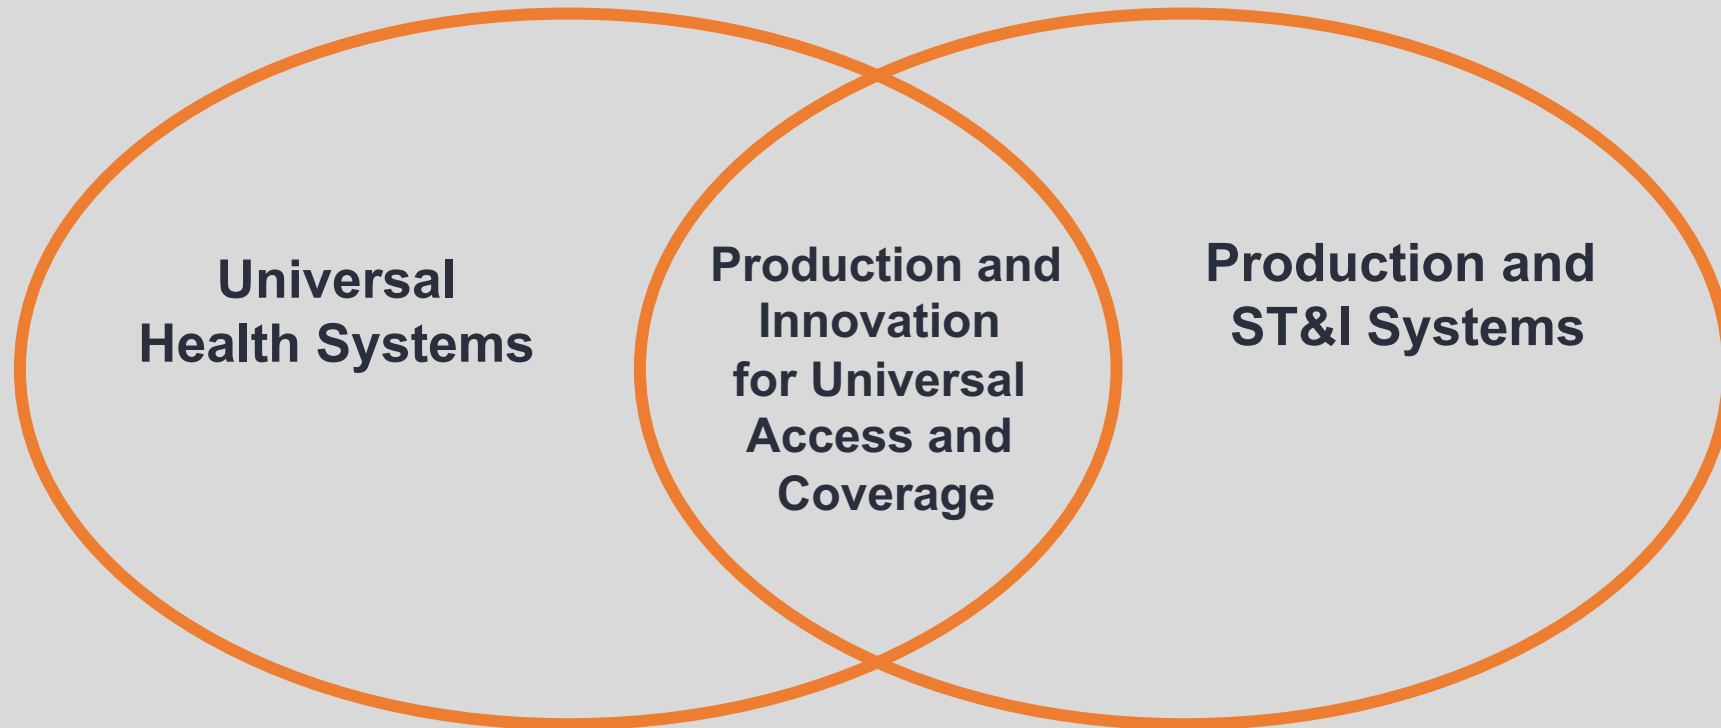 Universal
Health Systems
Production and
Innovation
for Universal
Access and
Coverage
Production and
ST&I Systems